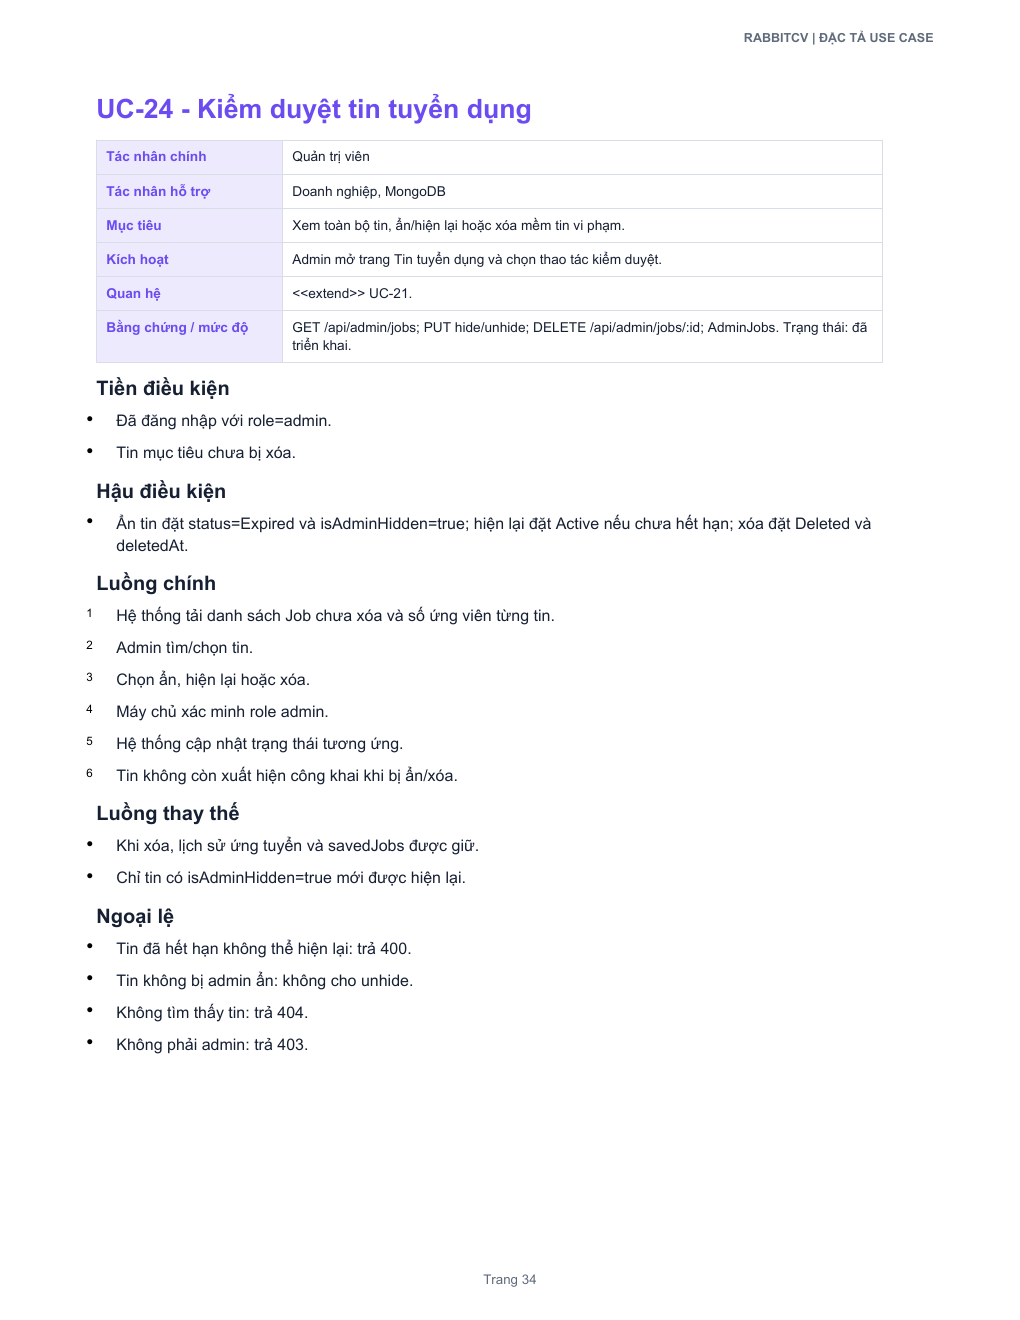 RABBITCV | ĐẶC TẢ USE CASE
UC-24 - Kiểm duyệt tin tuyển dụng
Tác nhân chính Quản trị viên
Tác nhân hỗ trợ Doanh nghiệp, MongoDB
Mục tiêu Xem toàn bộ tin, ẩn/hiện lại hoặc xóa mềm tin vi phạm.
Kích hoạt Admin mở trang Tin tuyển dụng và chọn thao tác kiểm duyệt.
Quan hệ <<extend>> UC-21.
Bằng chứng / mức độ GET /api/admin/jobs; PUT hide/unhide; DELETE /api/admin/jobs/:id; AdminJobs. Trạng thái: đã
triển khai.
Tiền điều kiện
• Đã đăng nhập với role=admin.
• Tin mục tiêu chưa bị xóa.
Hậu điều kiện
• Ẩn tin đặt status=Expired và isAdminHidden=true; hiện lại đặt Active nếu chưa hết hạn; xóa đặt Deleted và
deletedAt.
Luồng chính
1 Hệ thống tải danh sách Job chưa xóa và số ứng viên từng tin.
2 Admin tìm/chọn tin.
3 Chọn ẩn, hiện lại hoặc xóa.
4 Máy chủ xác minh role admin.
5 Hệ thống cập nhật trạng thái tương ứng.
6 Tin không còn xuất hiện công khai khi bị ẩn/xóa.
Luồng thay thế
• Khi xóa, lịch sử ứng tuyển và savedJobs được giữ.
• Chỉ tin có isAdminHidden=true mới được hiện lại.
Ngoại lệ
• Tin đã hết hạn không thể hiện lại: trả 400.
• Tin không bị admin ẩn: không cho unhide.
• Không tìm thấy tin: trả 404.
• Không phải admin: trả 403.
Trang 34